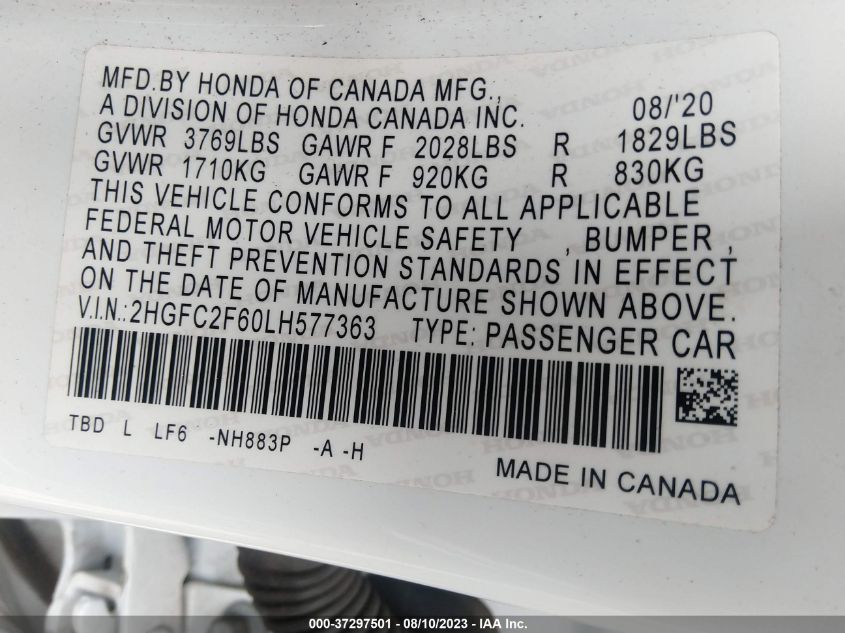 MFD.BY HONDA OF CANADA MFG.,
A DIVISION OF HONDA CANADA INC. 08/'20
GVWR 3769LBS GAWR F 2028LBS R 1829LBS
GVWR 1710KG GAWR F 920KG R 830KG
THIS VEHICLE CONFORMS TO ALL APPLICABLE
FEDERAL MOTOR VEHICLE SAFETY , BUMPER ,
AND THEFT PREVENTION STANDARDS IN EFFECT
ON THE DATE OF MANUFACTURE SHOWN ABOVE.
V.I.N.:2HGFC2F60LH577363 TYPE: PASSENGER CAR
TBD L LF6 -NH883P -A -H
MADE IN CANADA
000-37297501 - 08/10/2023 - IAA Inc.